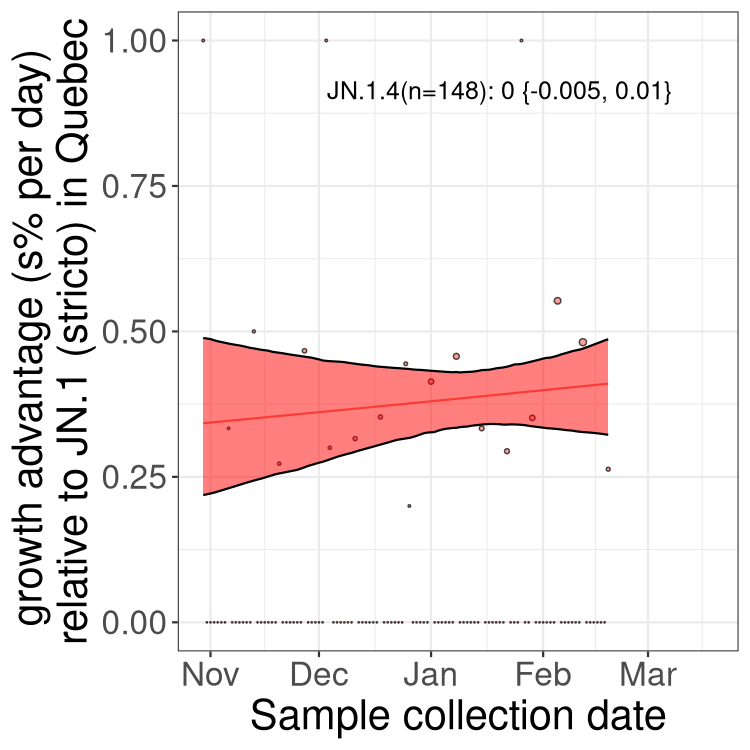 growth advantage (s% per day)
relative to JN.1 (stricto) in Quebec
1.00
0.75
0.50
0.25
0.00
JN.1.4(n=148): 0 {-0.005, 0.01}
Nov Dec Jan Feb Mar
Sample collection date